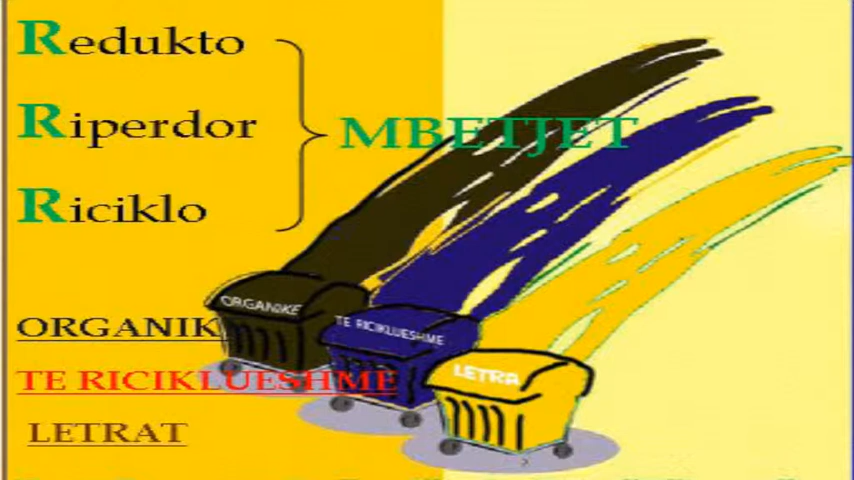 Redukto
Riperdor
MBETJET
Riciklo
ORGANIKE
TE RICIKLUESHME
LETRA
ORGANIK
TE RICIKLUESHME
LETRAT